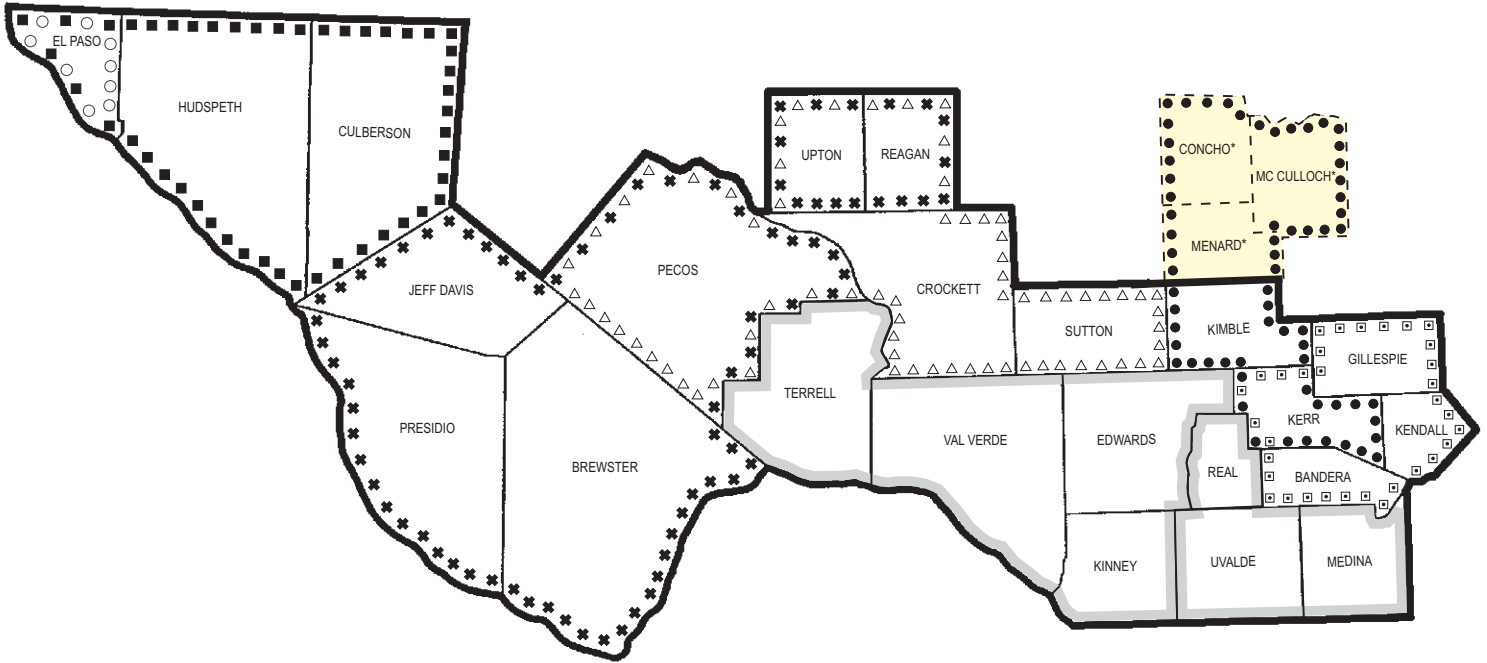 EL PASO
HUDSPETH
CULBERSON
UPTON
REAGAN
CONCHO*
MC CULLOCH*
MENARD*
PECOS
JEFF DAVIS
CROCKETT
SUTTON
KIMBLE
GILLESPIE
TERRELL
PRESIDIO
BREWSTER
VAL VERDE
EDWARDS
KERR
KENDALL
REAL
BANDERA
KINNEY
UVALDE
MEDINA